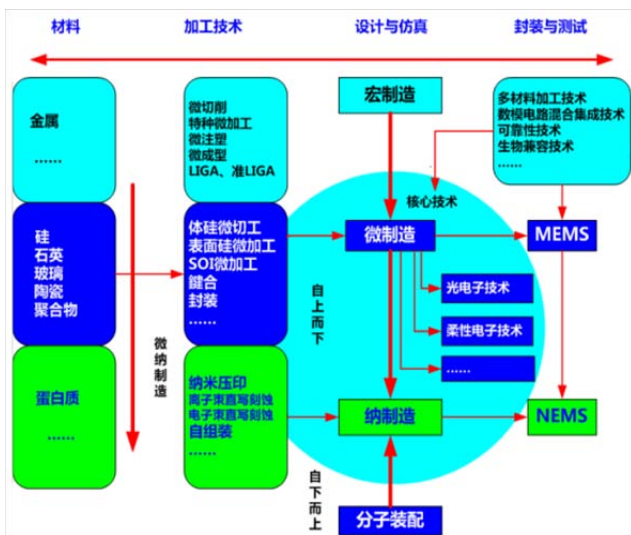 材料
加工技术
设计与仿真
封装与测试
金属
……
微切削
特种微加工
微注塑
微成型
LIGA、准LIGA
宏制造
多材料加工技术
数模电路混合集成技术
可靠性技术
生物兼容技术
……
核心技术
硅
石英
玻璃
陶瓷
聚合物
体硅微切工
表面硅微加工
SOI微加工
键合
封装
……
微制造
MEMS
自上而下
光电子技术
柔性电子技术
……
微纳制造
蛋白质
……
纳米压印
离子束直写刻蚀
电子束直写刻蚀
自组装
……
纳制造
NEMS
自下而上
分子装配